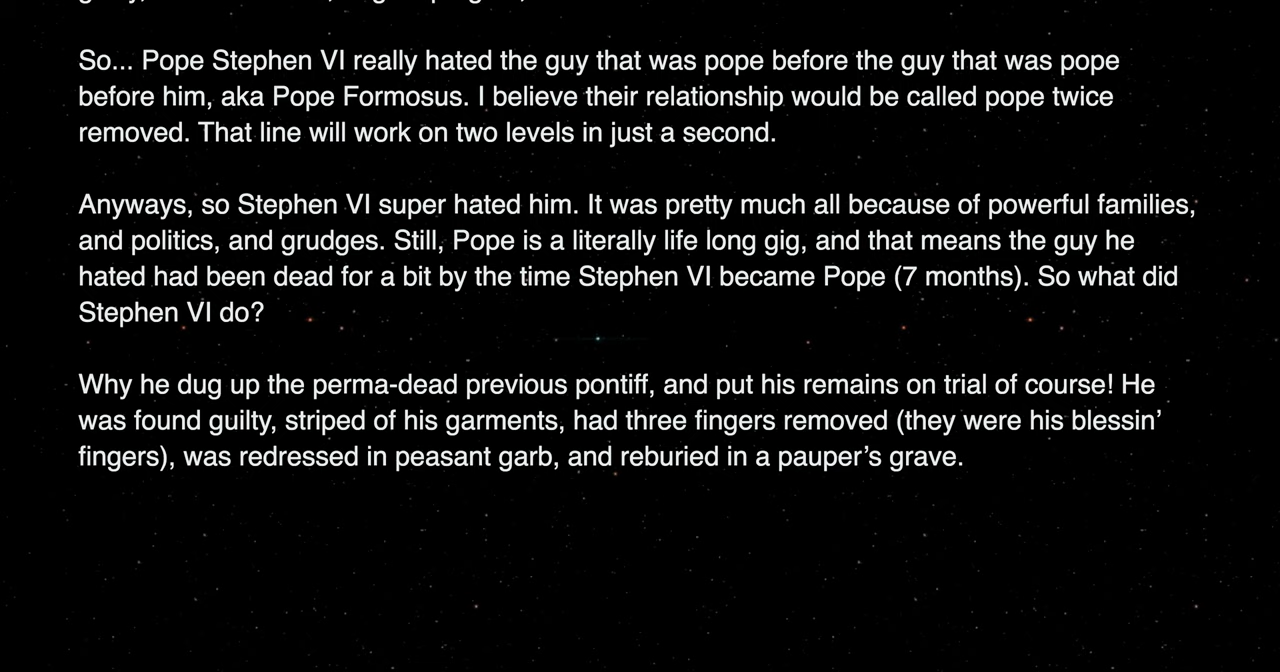 So... Pope Stephen VI really hated the guy that was pope before the guy that was pope
before him, aka Pope Formosus. I believe their relationship would be called pope twice
removed. That line will work on two levels in just a second.
Anyways, so Stephen VI super hated him. It was pretty much all because of powerful families,
and politics, and grudges. Still, Pope is a literally life long gig, and that means the guy he
hated had been dead for a bit by the time Stephen VI became Pope (7 months). So what did
Stephen VI do?
Why he dug up the perma-dead previous pontiff, and put his remains on trial of course! He
was found guilty, striped of his garments, had three fingers removed (they were his blessin’
fingers), was redressed in peasant garb, and reburied in a pauper’s grave.